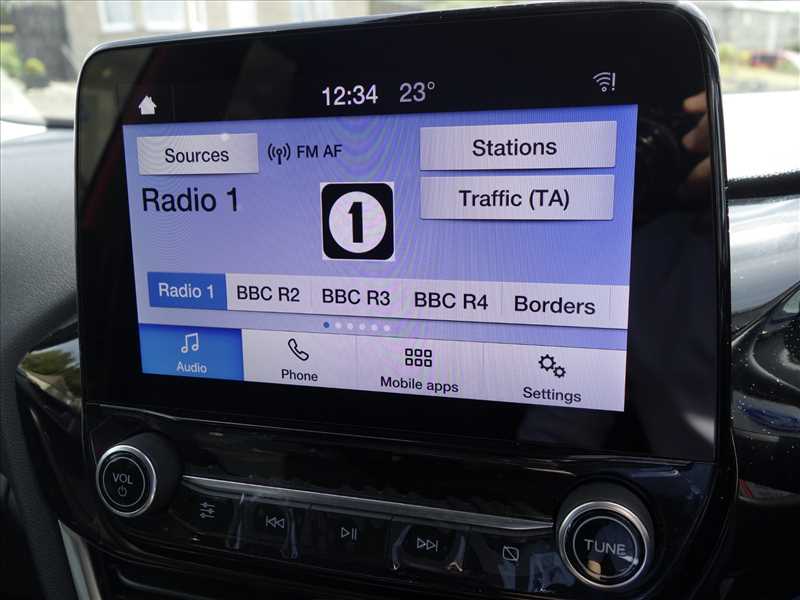 12:34 23°
Sources
FM AF
Stations
Radio 1
Traffic (TA)
1
Radio 1 BBC R2 BBC R3 BBC R4 Borders
Audio Phone Mobile apps Settings
VOL
TUNE